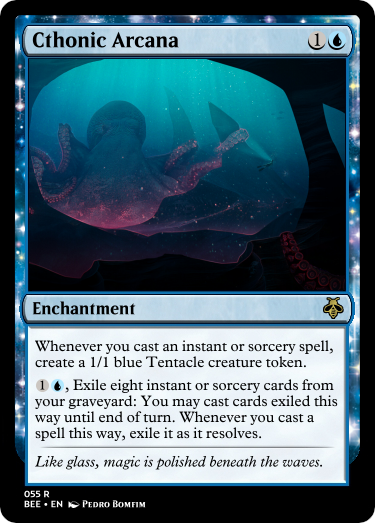 Cthonic Arcana 1
Enchantment
Whenever you cast an instant or sorcery spell,
create a 1/1 blue Tentacle creature token.
1 , Exile eight instant or sorcery cards from
your graveyard: You may cast cards exiled this
way until end of turn. Whenever you cast a
spell this way, exile it as it resolves.
Like glass, magic is polished beneath the waves.
055 R
BEE • EN Pedro Bomfim